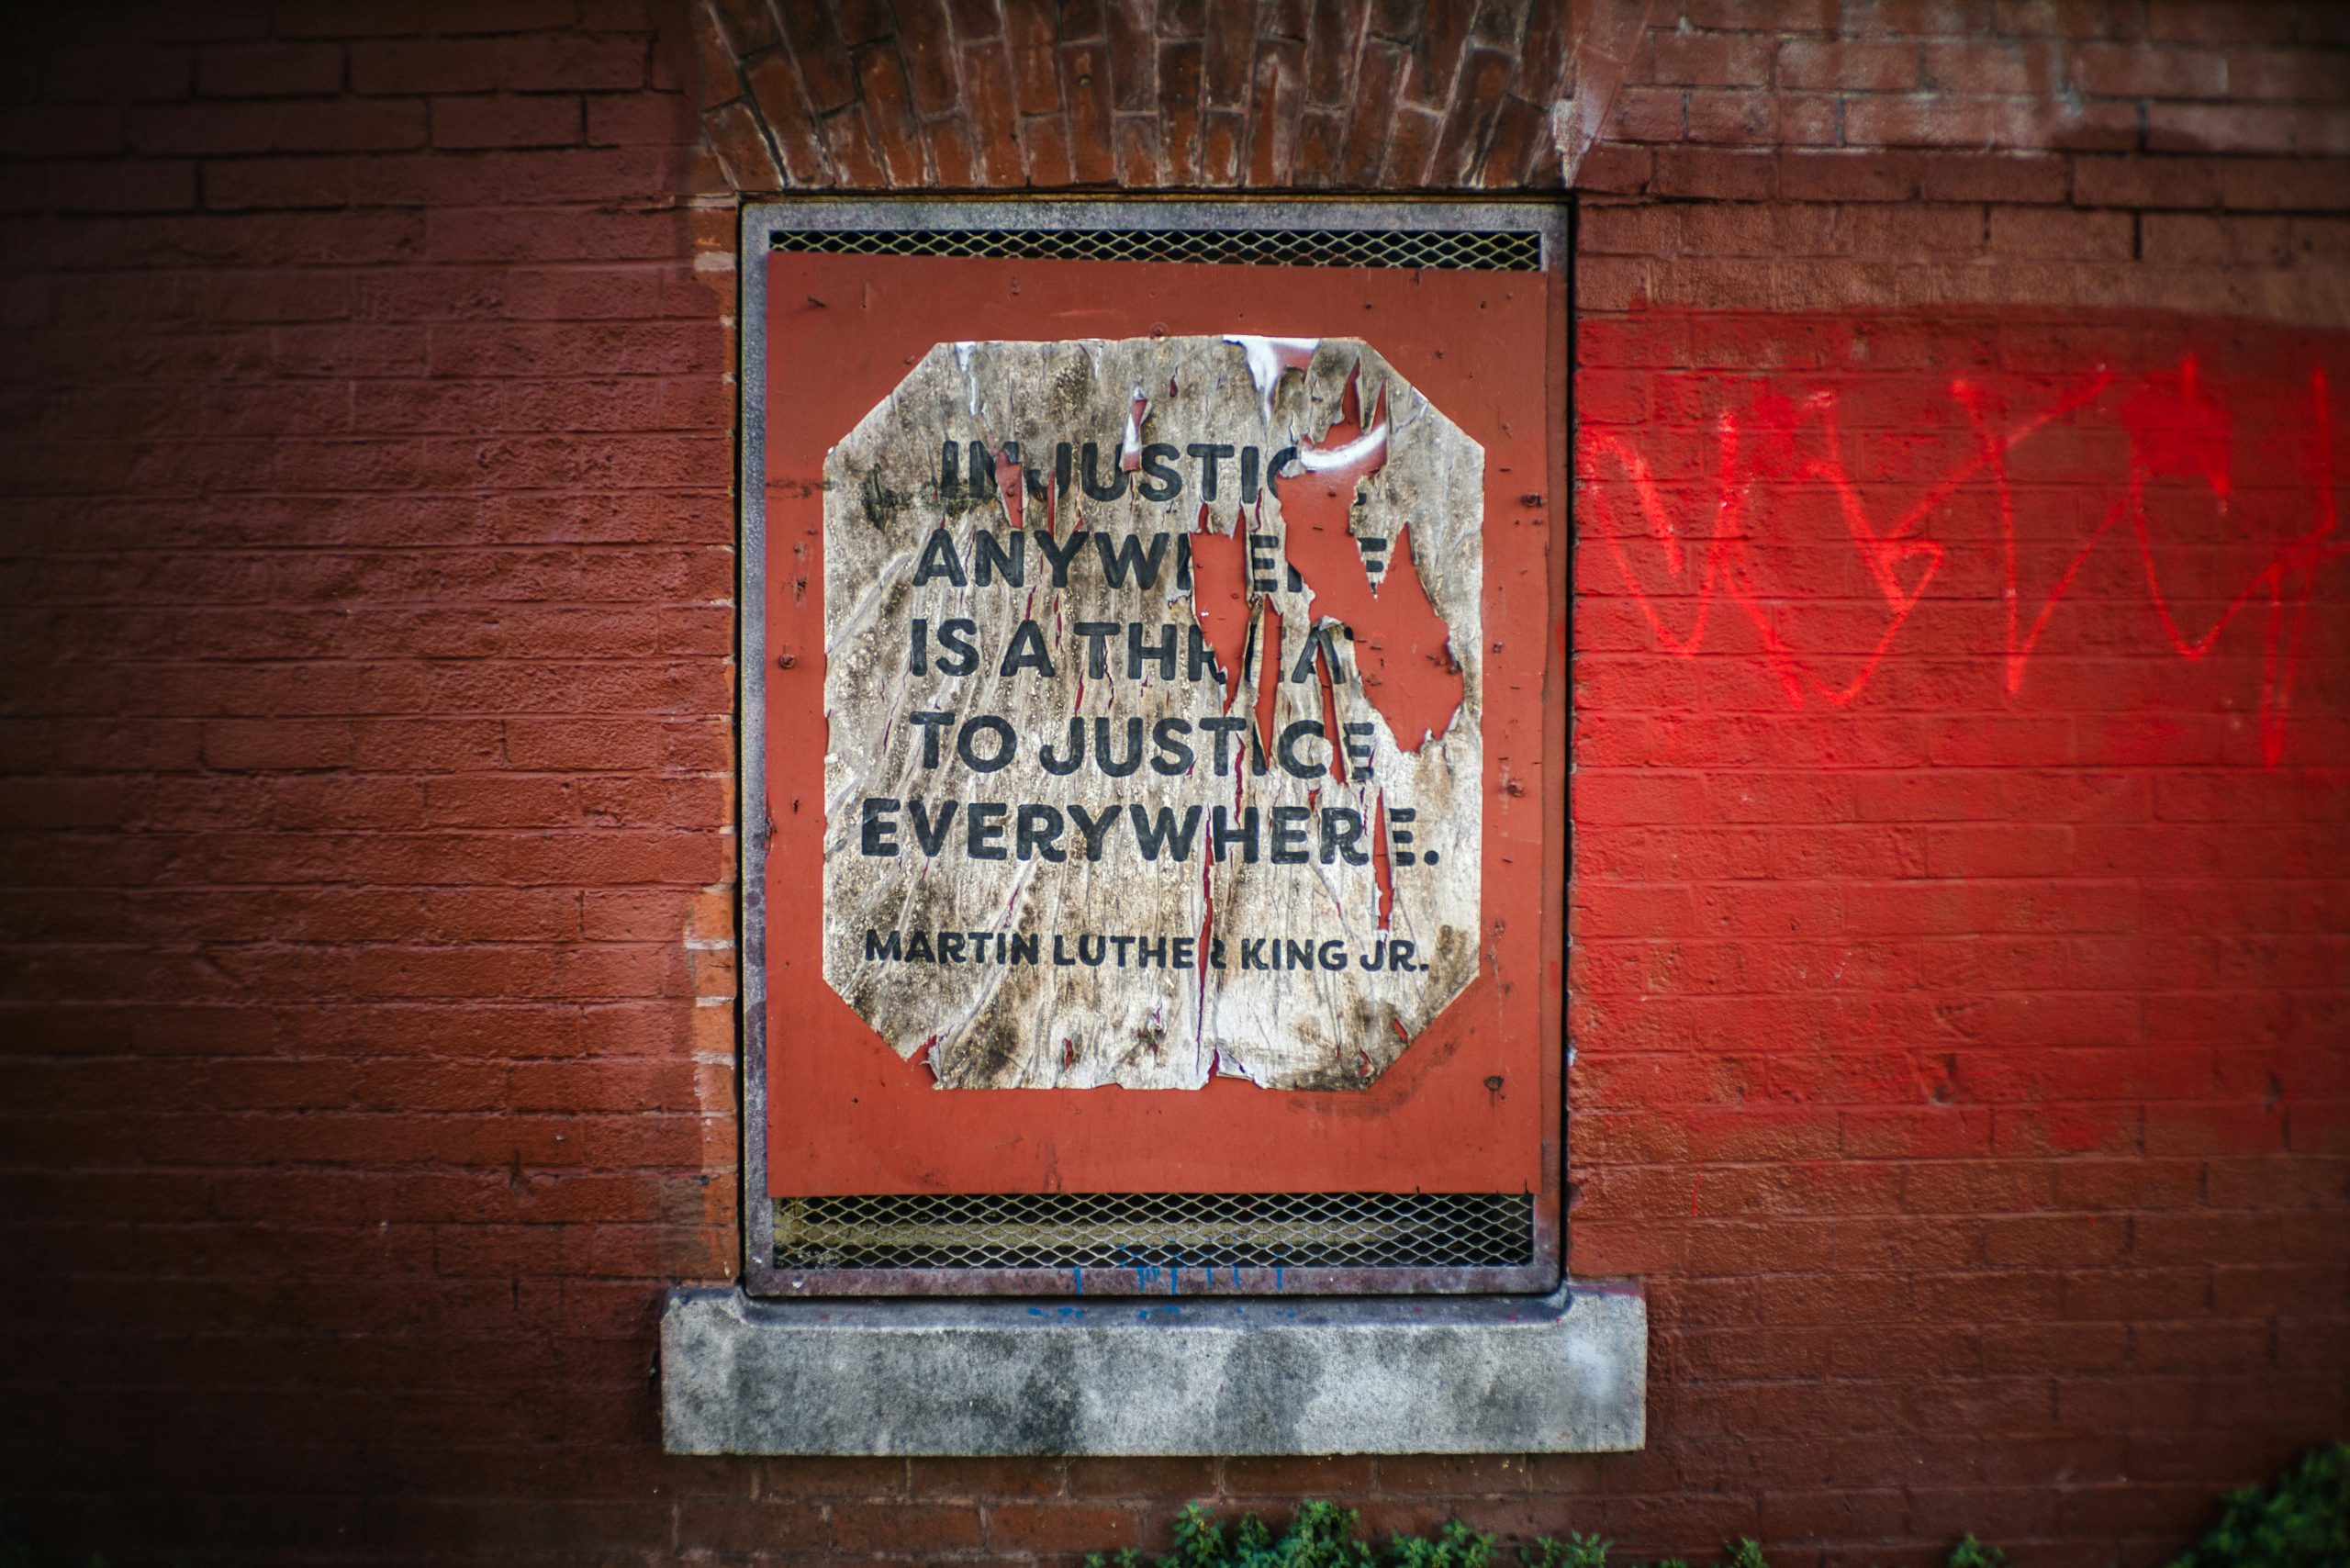 INJUSTICE
ANYWHERE
IS A THREAT
TO JUSTICE
EVERYWHERE.
MARTIN LUTHER KING JR.